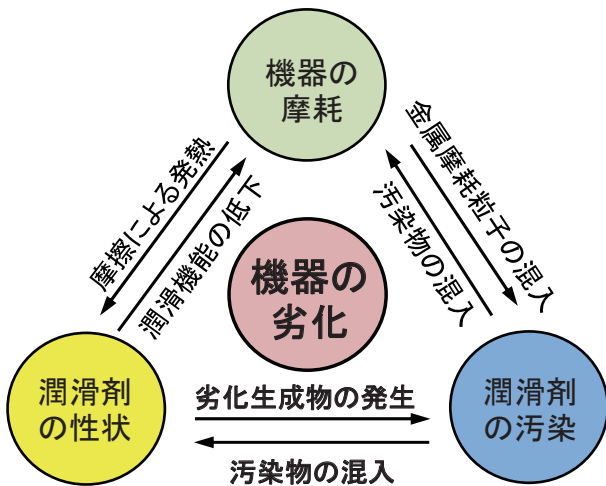 機器の
摩耗
摩擦による発熱
潤滑機能の低下
金属摩耗粒子の混入
汚染物の混入
機器の
劣化
潤滑剤
の性状
劣化生成物の発生
汚染物の混入
潤滑剤
の汚染